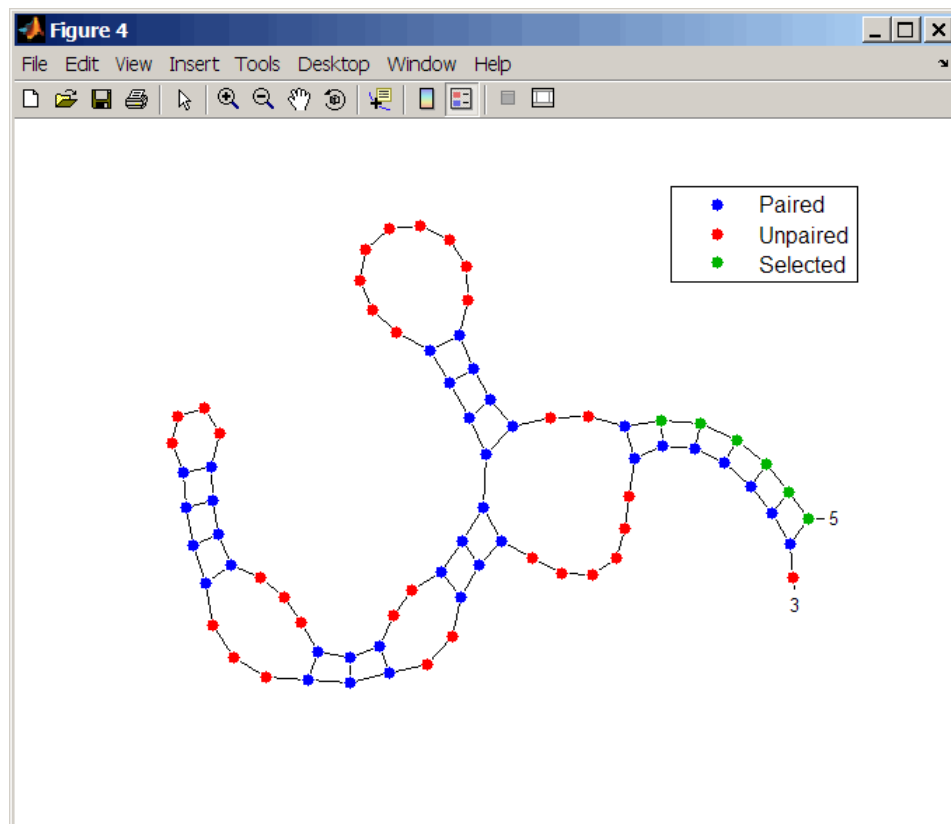 Figure 4
File Edit View Insert Tools Desktop Window Help
Paired
Unpaired
Selected
5
3